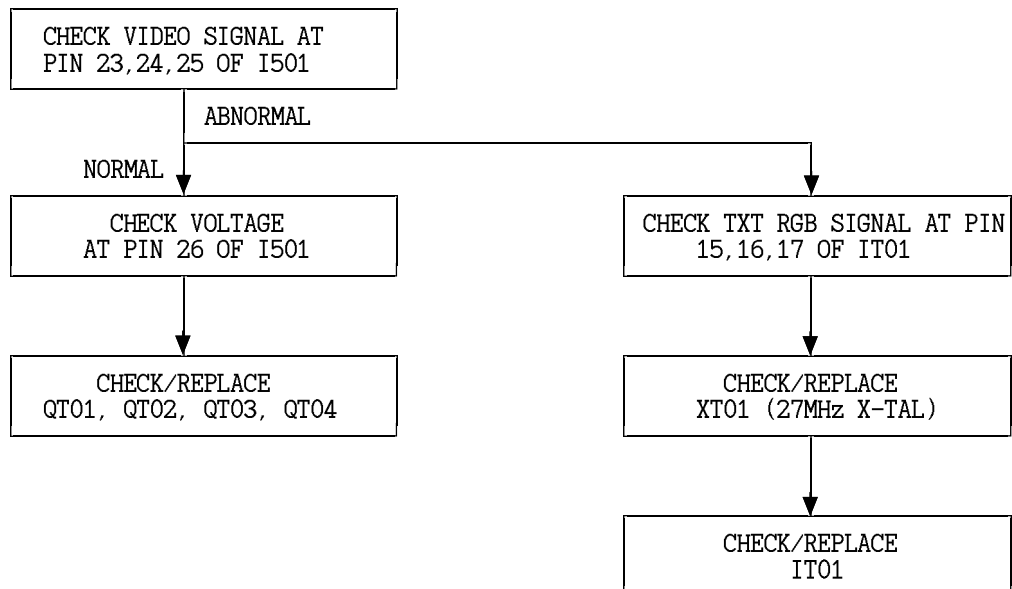 CHECK VIDEO SIGNAL AT
PIN 23,24,25 OF I501
ABNORMAL
NORMAL
CHECK VOLTAGE
AT PIN 26 OF I501
CHECK TXT RGB SIGNAL AT PIN
15,16,17 OF IT01
CHECK/REPLACE
QT01, QT02, QT03, QT04
CHECK/REPLACE
XT01 (27MHz X-TAL)
CHECK/REPLACE
IT01